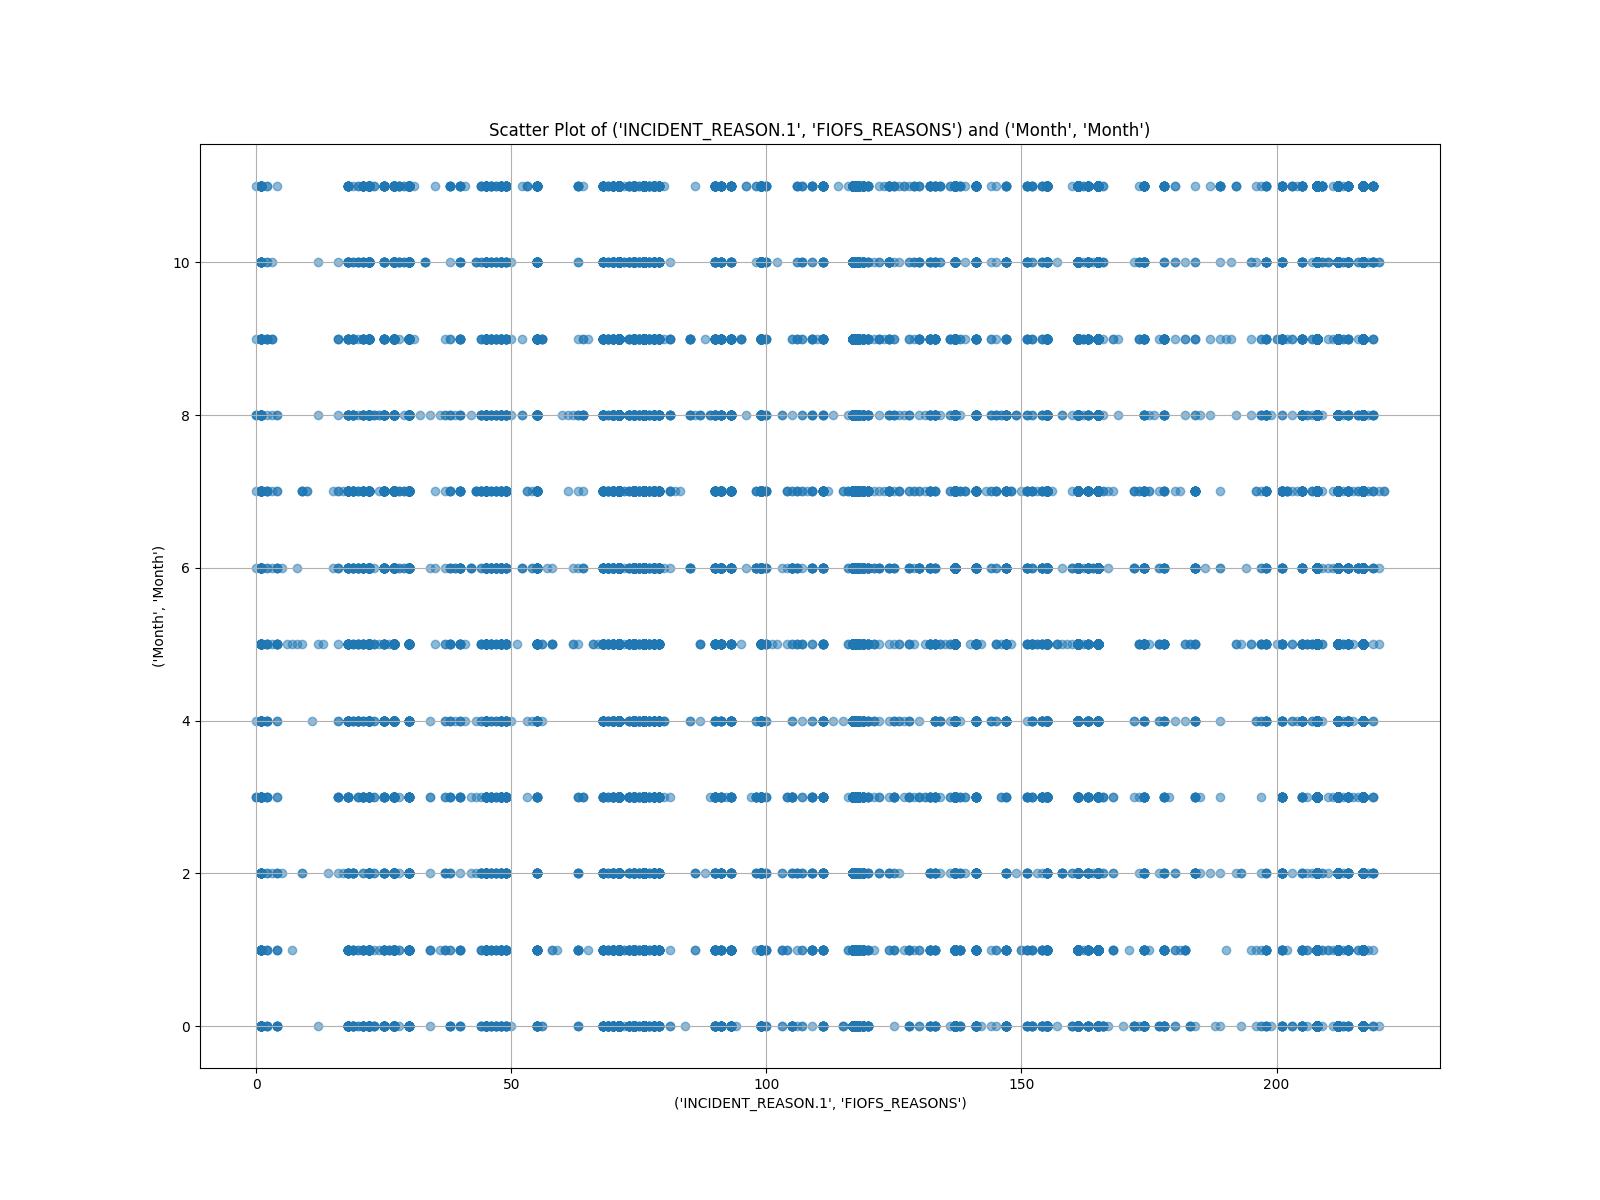 Scatter Plot of ('INCIDENT_REASON.1', 'FIOFS_REASONS') and ('Month', 'Month')
10
8
6
4
2
0
('Month', 'Month')
0 50 100 150 200
('INCIDENT_REASON.1', 'FIOFS_REASONS')